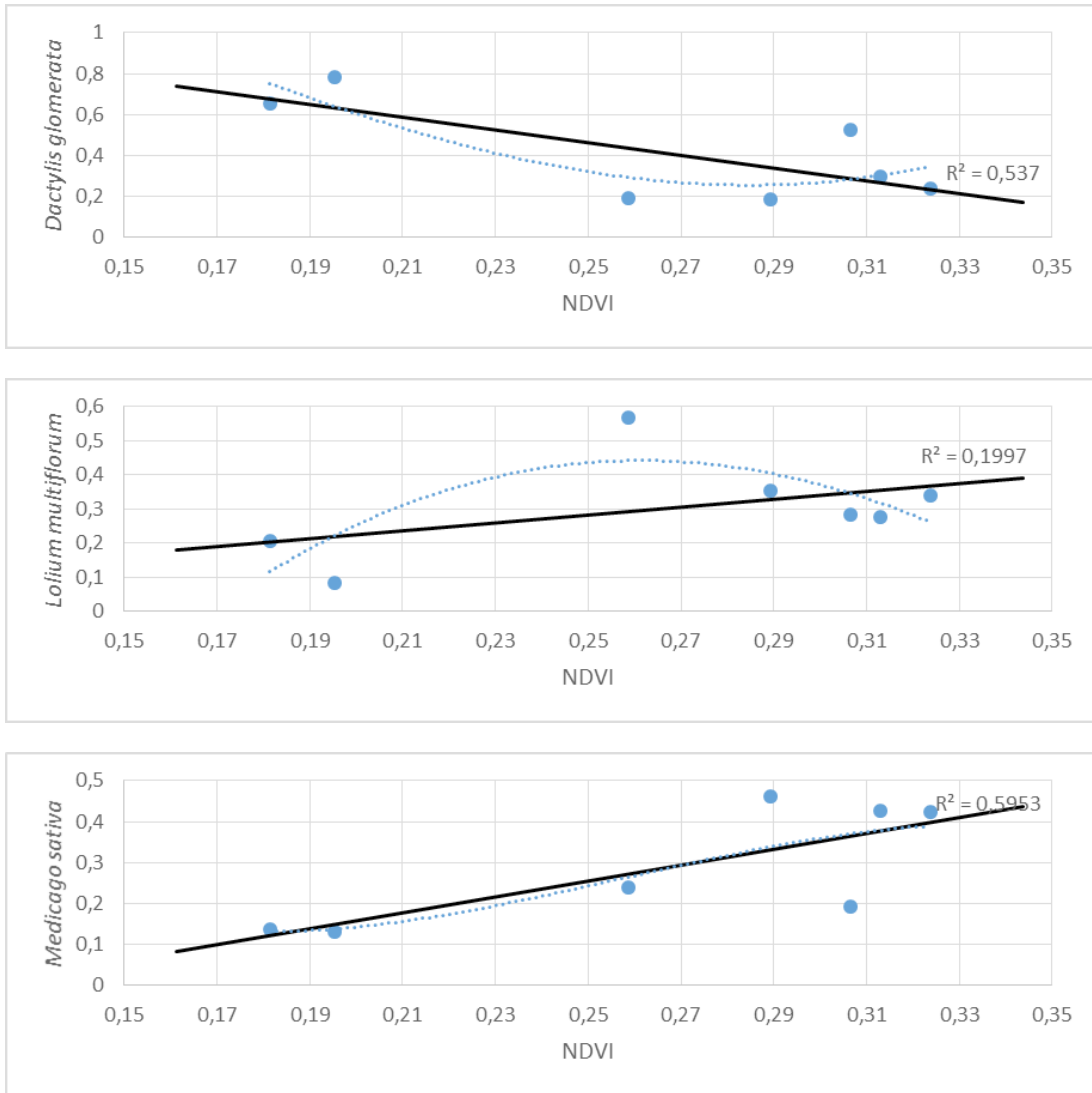 Dactylis glomerata
1
0,8
0,6
0,4
0,2
0
R² = 0,537
0,15 0,17 0,19 0,21 0,23 0,25 0,27 0,29 0,31 0,33 0,35
NDVI
Lolium multiflorum
0,6
0,5
0,4
0,3
0,2
0,1
0
R² = 0,1997
0,15 0,17 0,19 0,21 0,23 0,25 0,27 0,29 0,31 0,33 0,35
NDVI
Medicago sativa
0,5
0,4
0,3
0,2
0,1
0
R² = 0,5953
0,15 0,17 0,19 0,21 0,23 0,25 0,27 0,29 0,31 0,33 0,35
NDVI